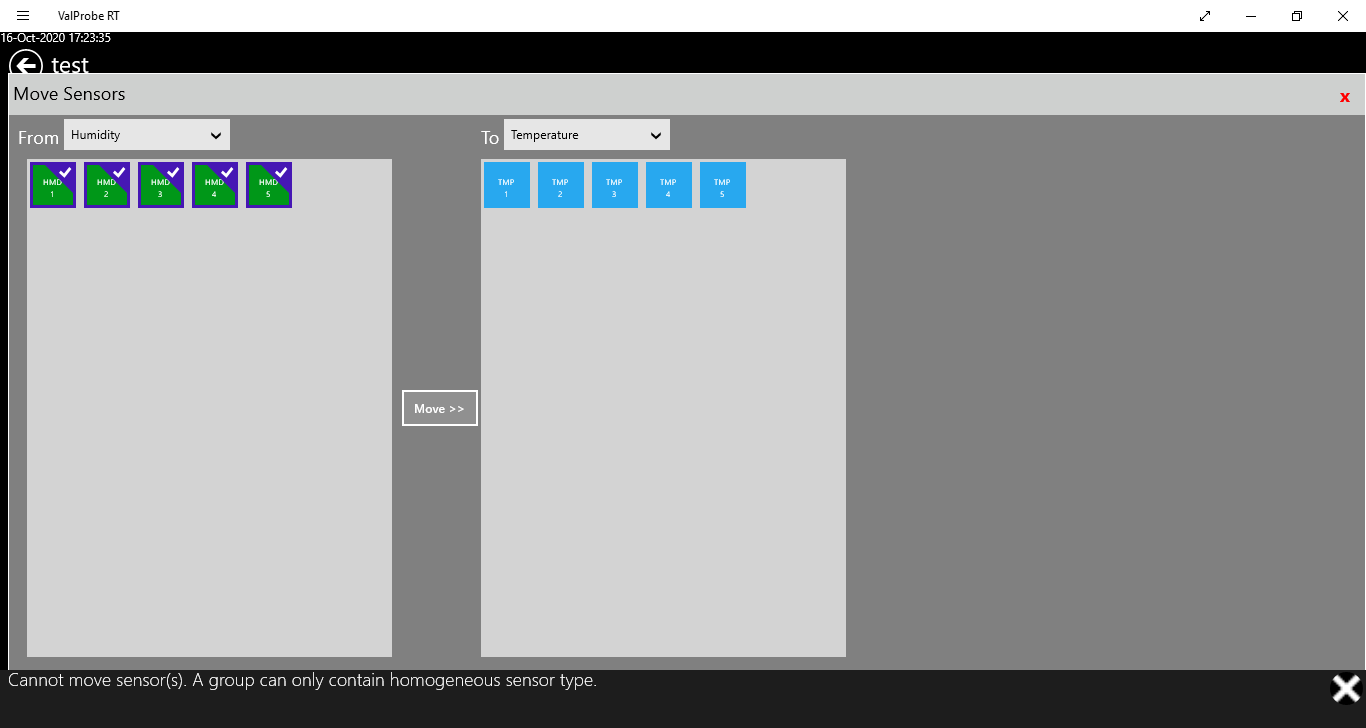 ValProbe RT
16-Oct-2020 17:23:35
test
Move Sensors
x
From Humidity
To Temperature
HMD 1
HMD 2
HMD 3
HMD 4
HMD 5
TMP 1
TMP 2
TMP 3
TMP 4
TMP 5
Move >>
Cannot move sensor(s). A group can only contain homogeneous sensor type.